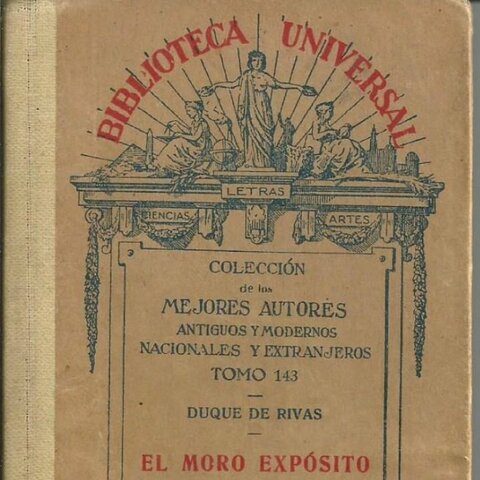 BIBLIOTECA UNIVERSAL
LETRAS
CIENCIAS
ARTES
COLECCIÓN
de los
MEJORES AUTORES
ANTIGUOS Y MODERNOS
NACIONALES Y EXTRANJEROS
TOMO 143
DUQUE DE RIVAS
EL MORO EXPÓSITO